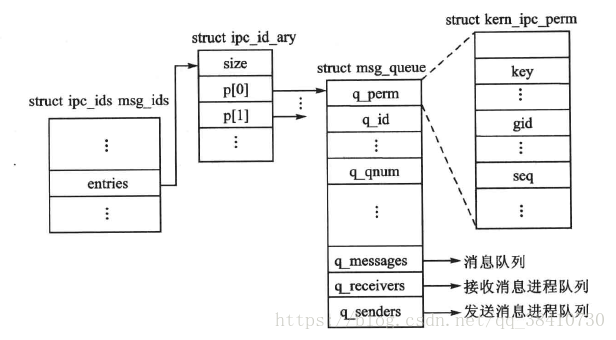 struct kern_ipc_perm
struct ipc_id_ary
size
struct msg_queue
key
p[0]
q_perm
struct ipc_ids msg_ids
p[1]
q_id
gid
entries
q_qnum
seq
q_messages
消息队列
q_receivers
接收消息进程队列
q_senders
发送消息进程队列
https://blog.csdn.net/qq_38410730